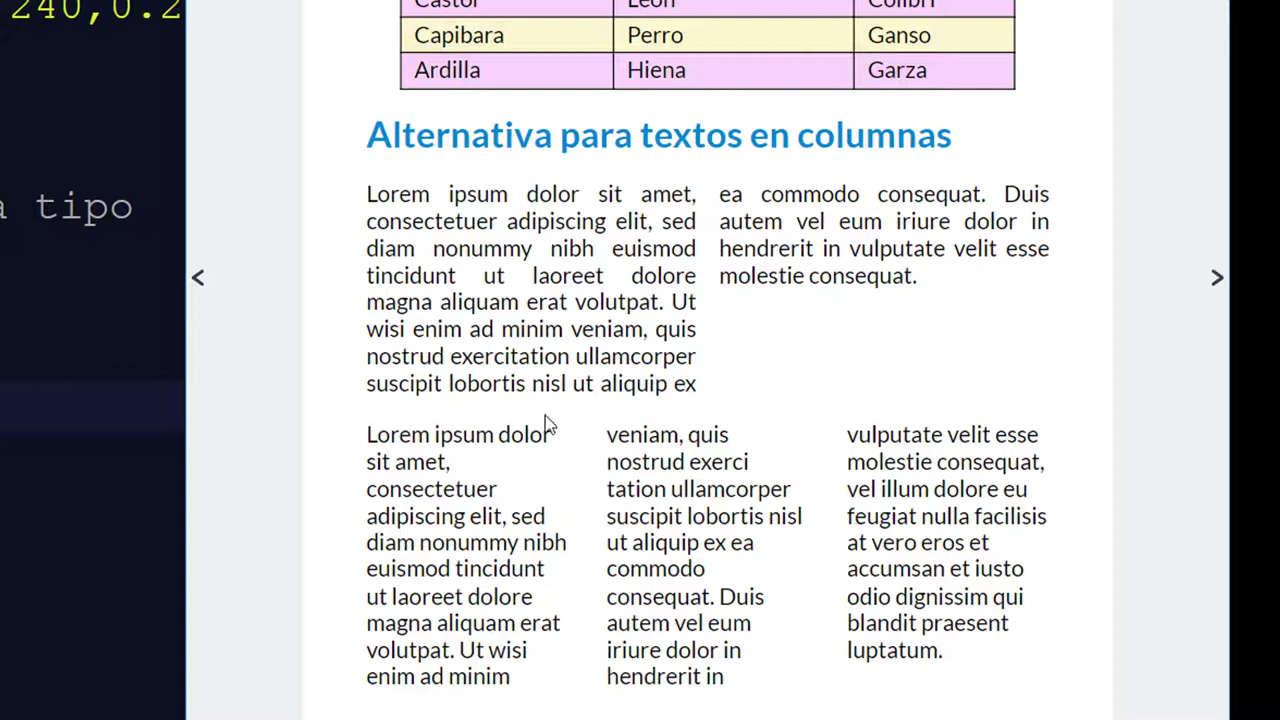 240,0.2
a tipo
<
>
Castor León Colibrí
Capibara Perro Ganso
Ardilla Hiena Garza
Alternativa para textos en columnas
Lorem ipsum dolor sit amet,
consectetuer adipiscing elit, sed
diam nonummy nibh euismod
tincidunt ut laoreet dolore
magna aliquam erat volutpat. Ut
wisi enim ad minim veniam, quis
nostrud exercitation ullamcorper
suscipit lobortis nisl ut aliquip ex
ea commodo consequat. Duis
autem vel eum iriure dolor in
hendrerit in vulputate velit esse
molestie consequat.
Lorem ipsum dolor
sit amet,
consectetuer
adipiscing elit, sed
diam nonummy nibh
euismod tincidunt
ut laoreet dolore
magna aliquam erat
volutpat. Ut wisi
enim ad minim
veniam, quis
nostrud exerci
tation ullamcorper
suscipit lobortis nisl
ut aliquip ex ea
commodo
consequat. Duis
autem vel eum
iriure dolor in
hendrerit in
vulputate velit esse
molestie consequat,
vel illum dolore eu
feugiat nulla facilisis
at vero eros et
accumsan et iusto
odio dignissim qui
blandit praesent
luptatum.